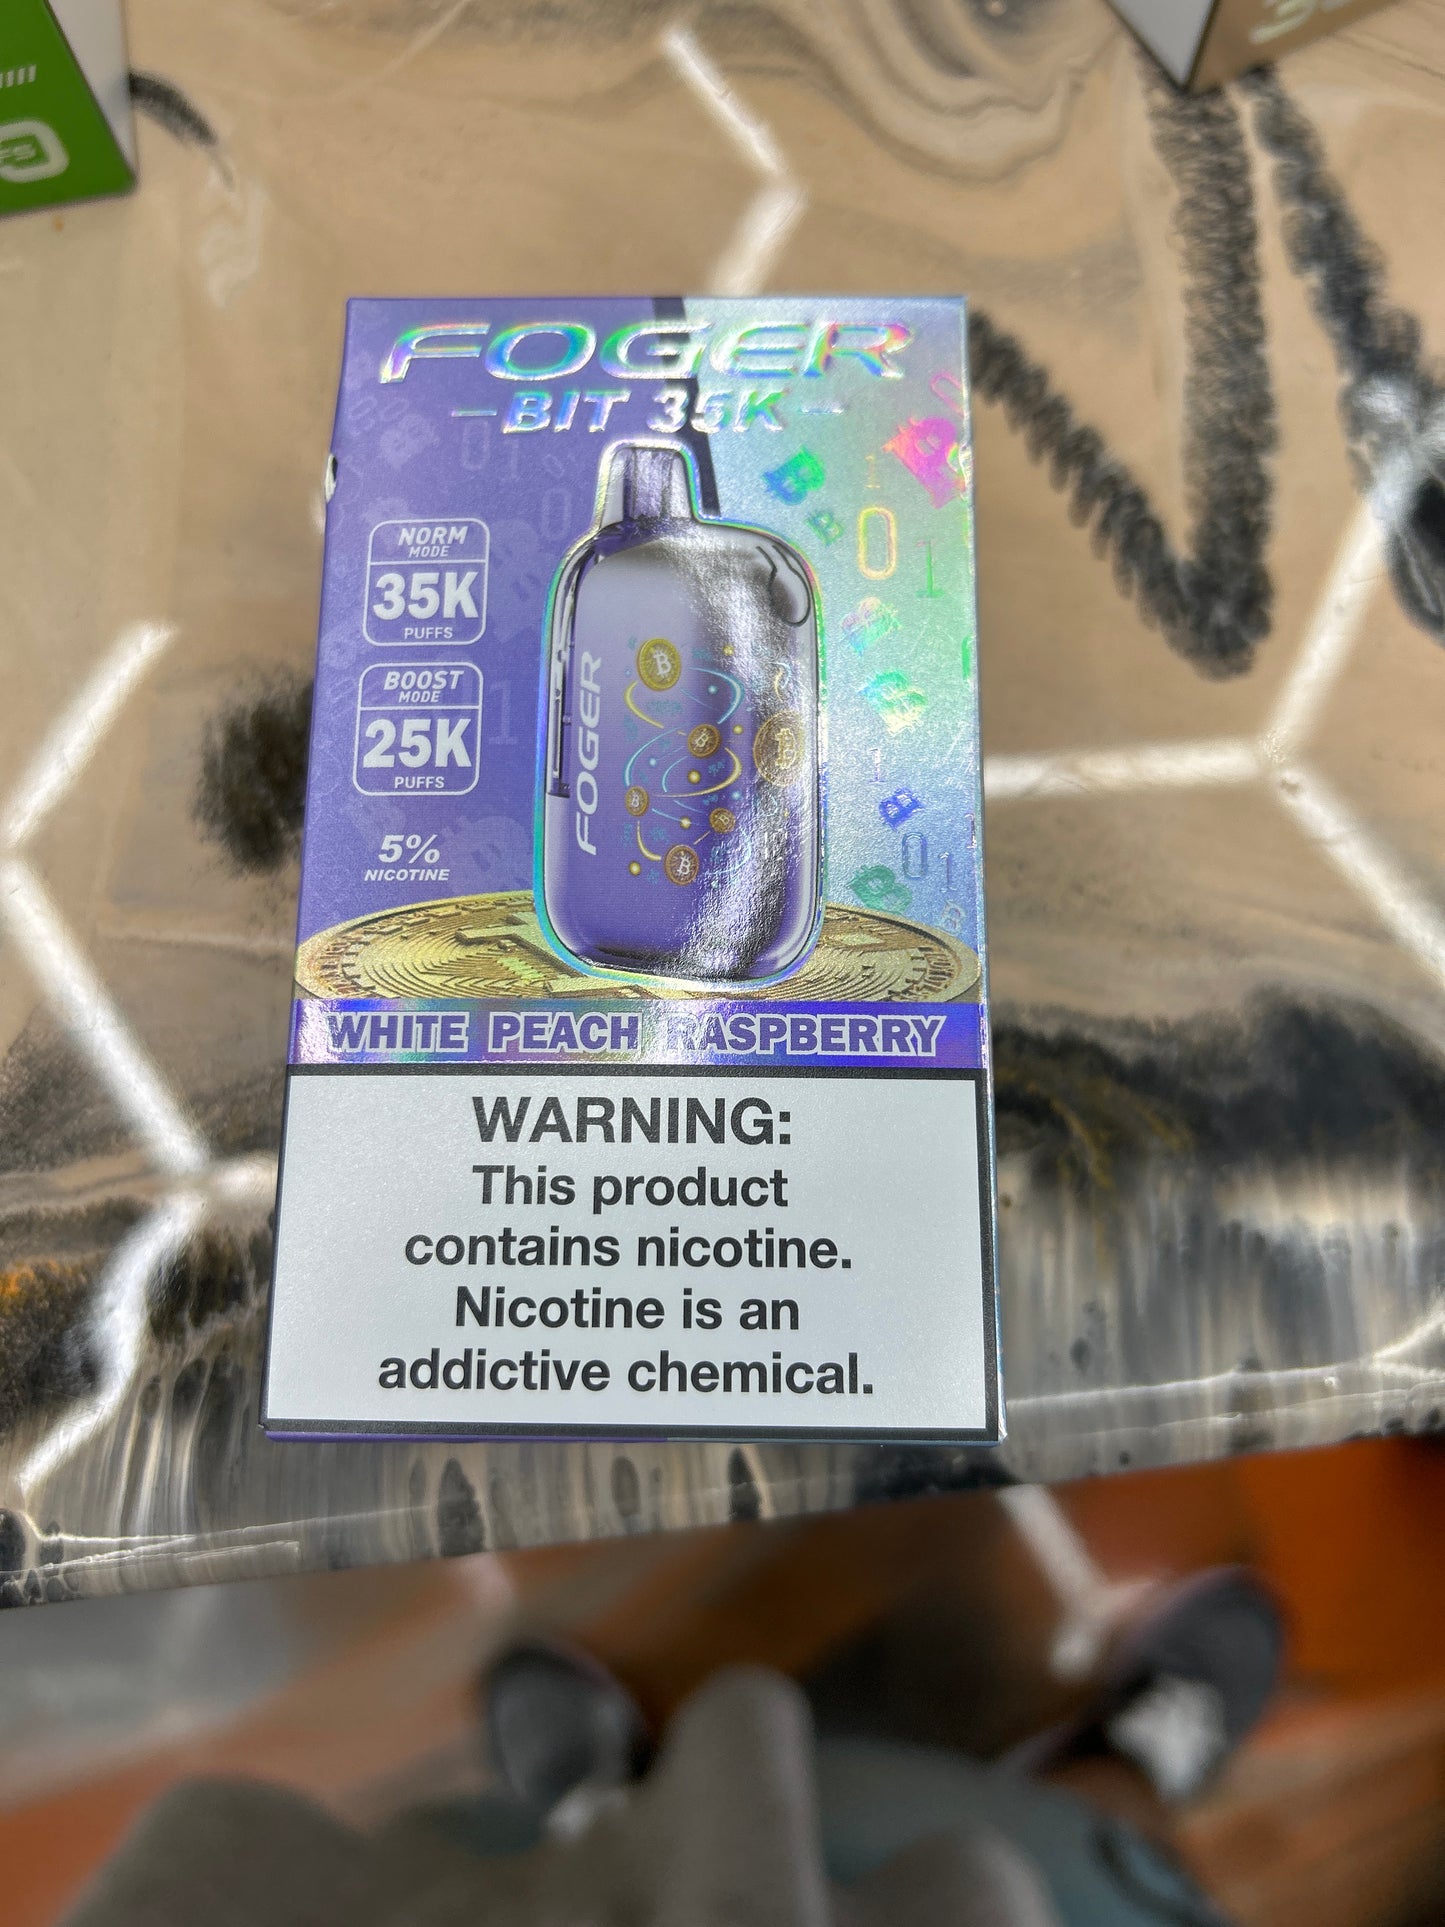 FOGER
BIT 35K
NORM
MODE
35K
PUFFS
BOOST
MODE
25K
PUFFS
5%
NICOTINE
FOGER
WHITE PEACH RASPBERRY
WARNING:
This product
contains nicotine.
Nicotine is an
addictive chemical.